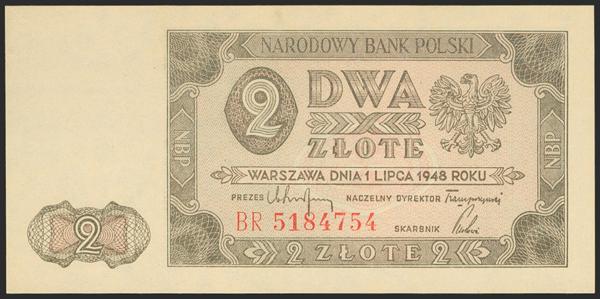 NARODOWY BANK POLSKI
2 DWA
ZŁOTE
NBP
NBP
WARSZAWA DNIA 1 LIPCA 1948 ROKU
PREZES NACZELNY DYREKTOR
BR 5184754 SKARBNIK
2
2 ZŁOTE 2